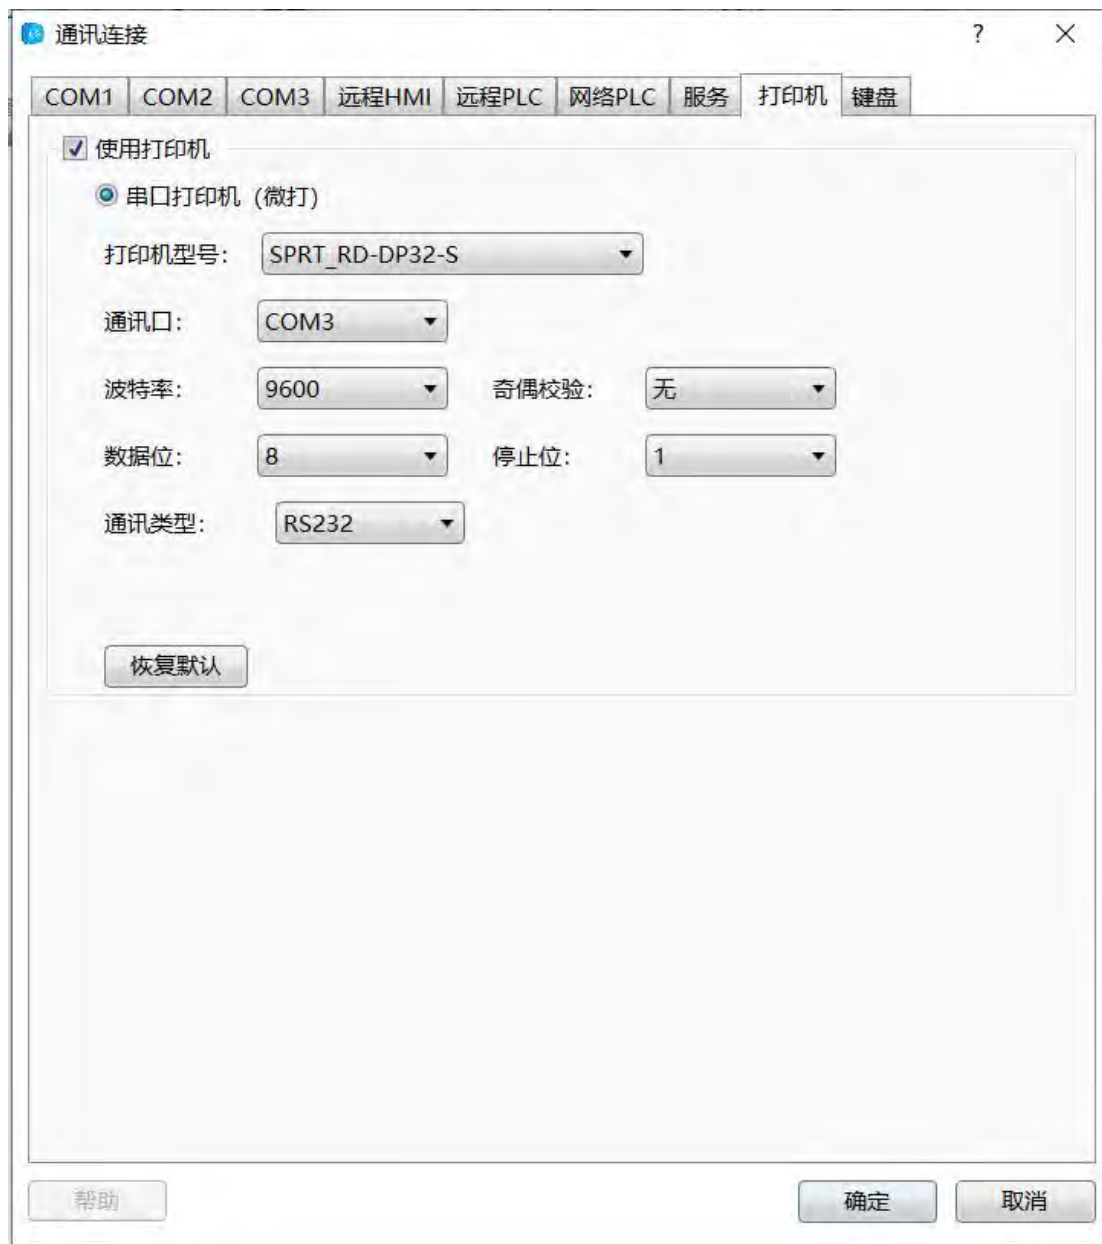 通讯连接 ?
COM1 COM2 COM3 远程HMI 远程PLC 网络PLC 服务 打印机 键盘
使用打印机
串口打印机 (微打)
打印机型号: SPRT_RD-DP32-S
通讯口: COM3
波特率: 9600 奇偶校验: 无
数据位: 8 停止位: 1
通讯类型: RS232
恢复默认
帮助 确定 取消